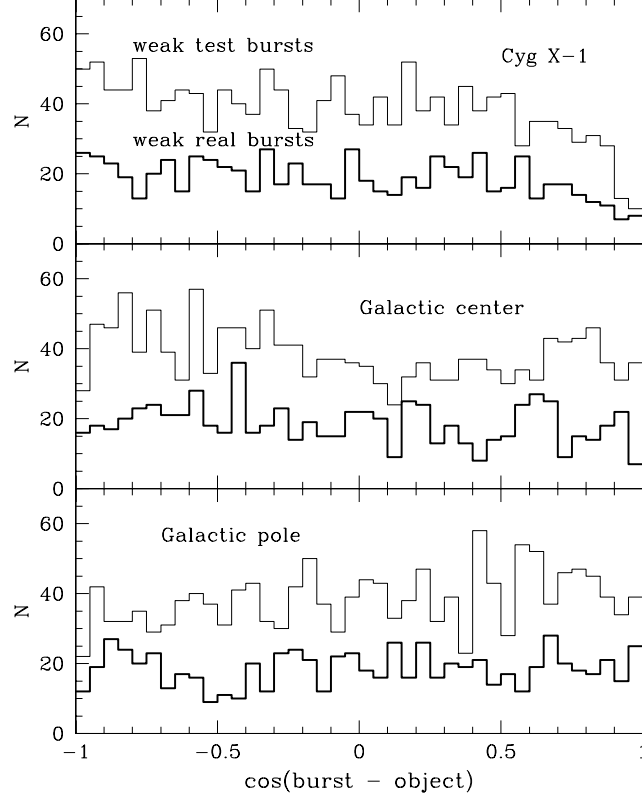 60
weak test bursts
Cyg X-1
40
N
weak real bursts
20
0
60
Galactic center
40
N
20
0
60
Galactic pole
40
N
20
0
-1 -0.5 0 0.5 1
cos(burst - object)